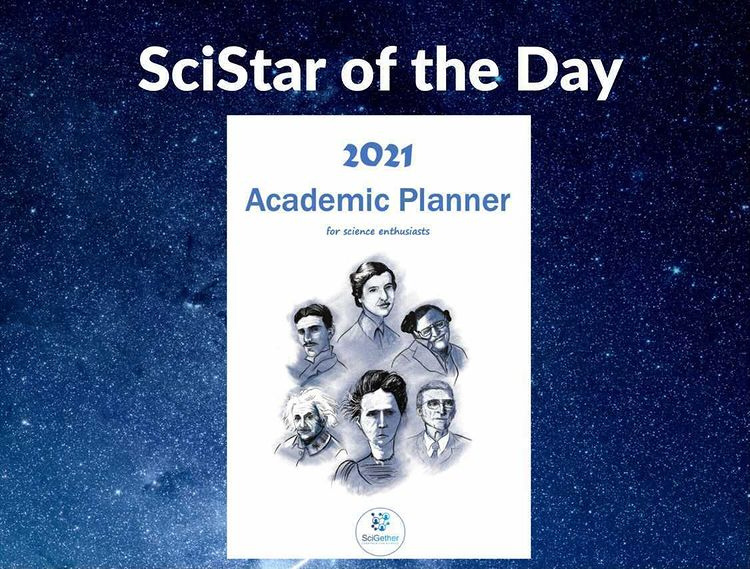 SciStar of the Day
2021
Academic Planner
for science enthusiasts
SciGether